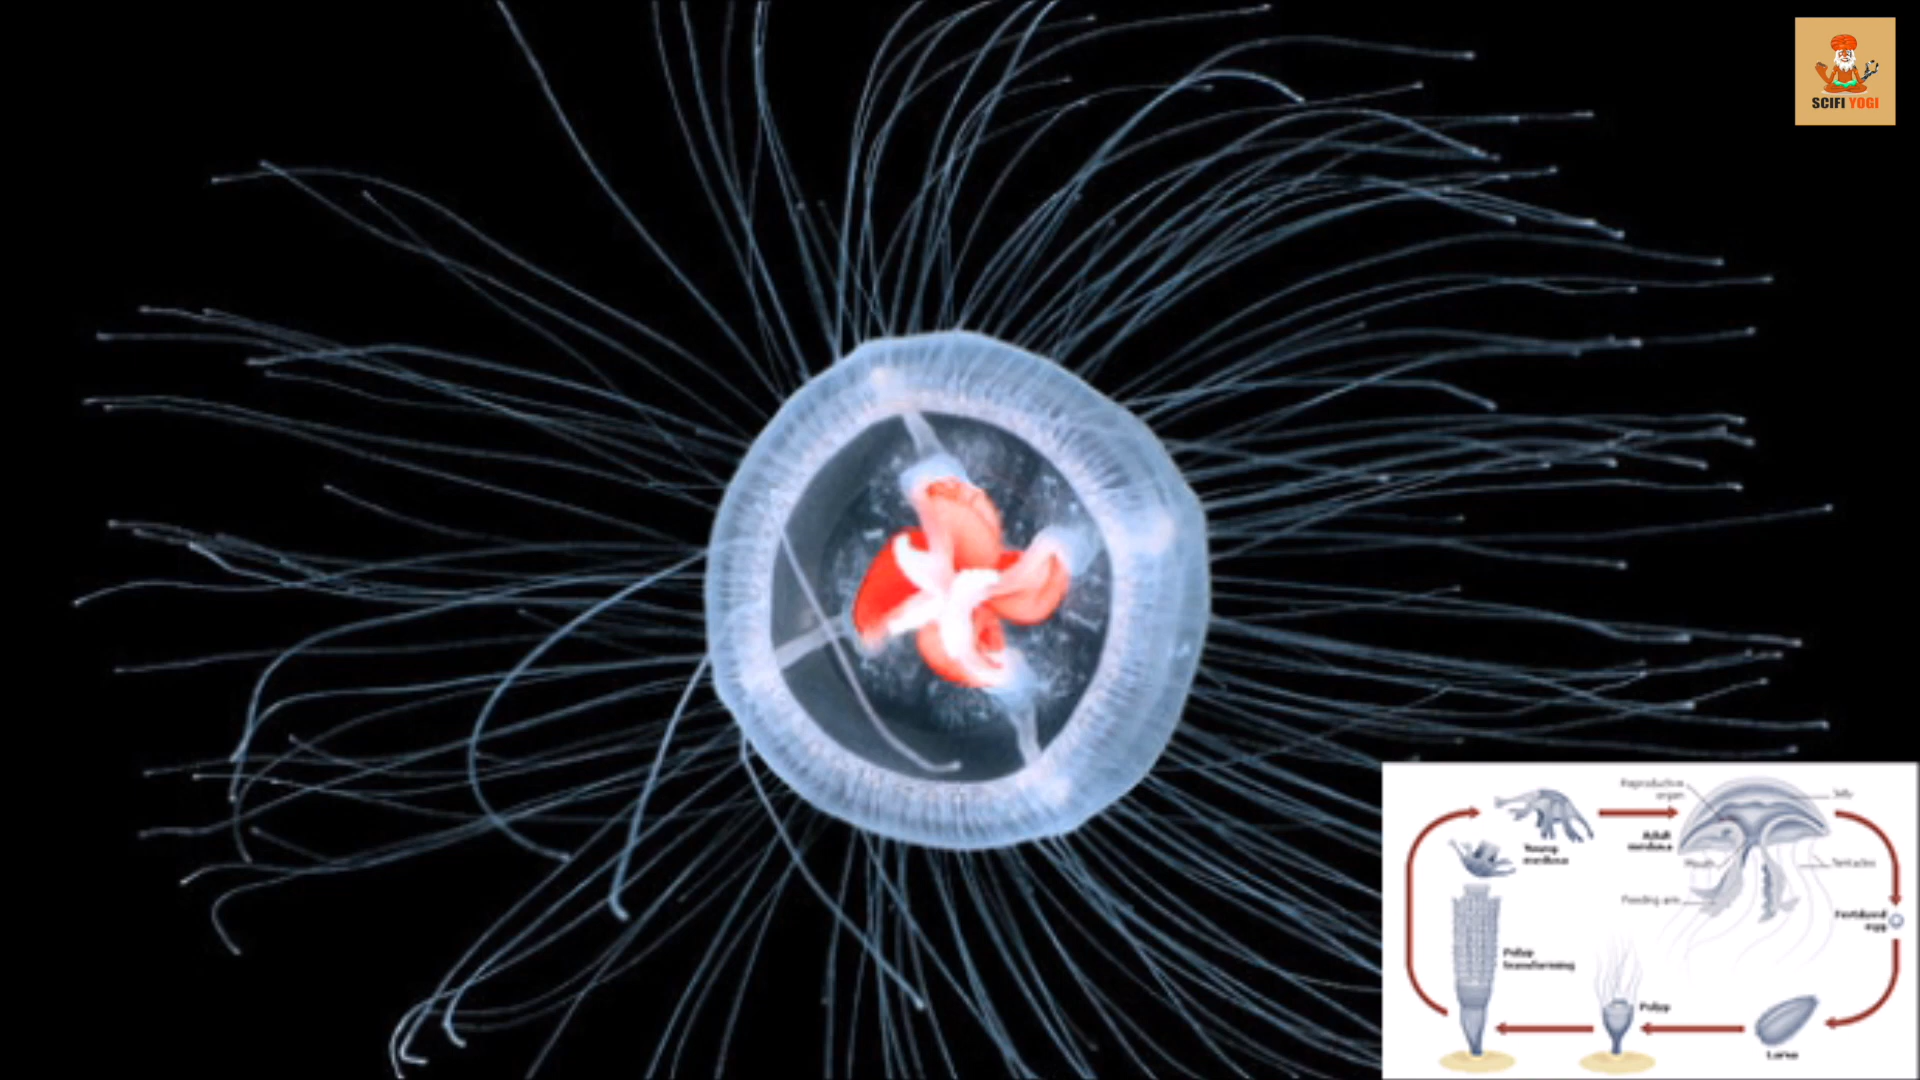 SCIFI YOGI
Reproductive
organ
Jelly
Adult
medusa
Mouth
Tentacles
Young
medusa
Feeding arm
Fertilized
egg
Polyp
transforming
Polyp
Larva